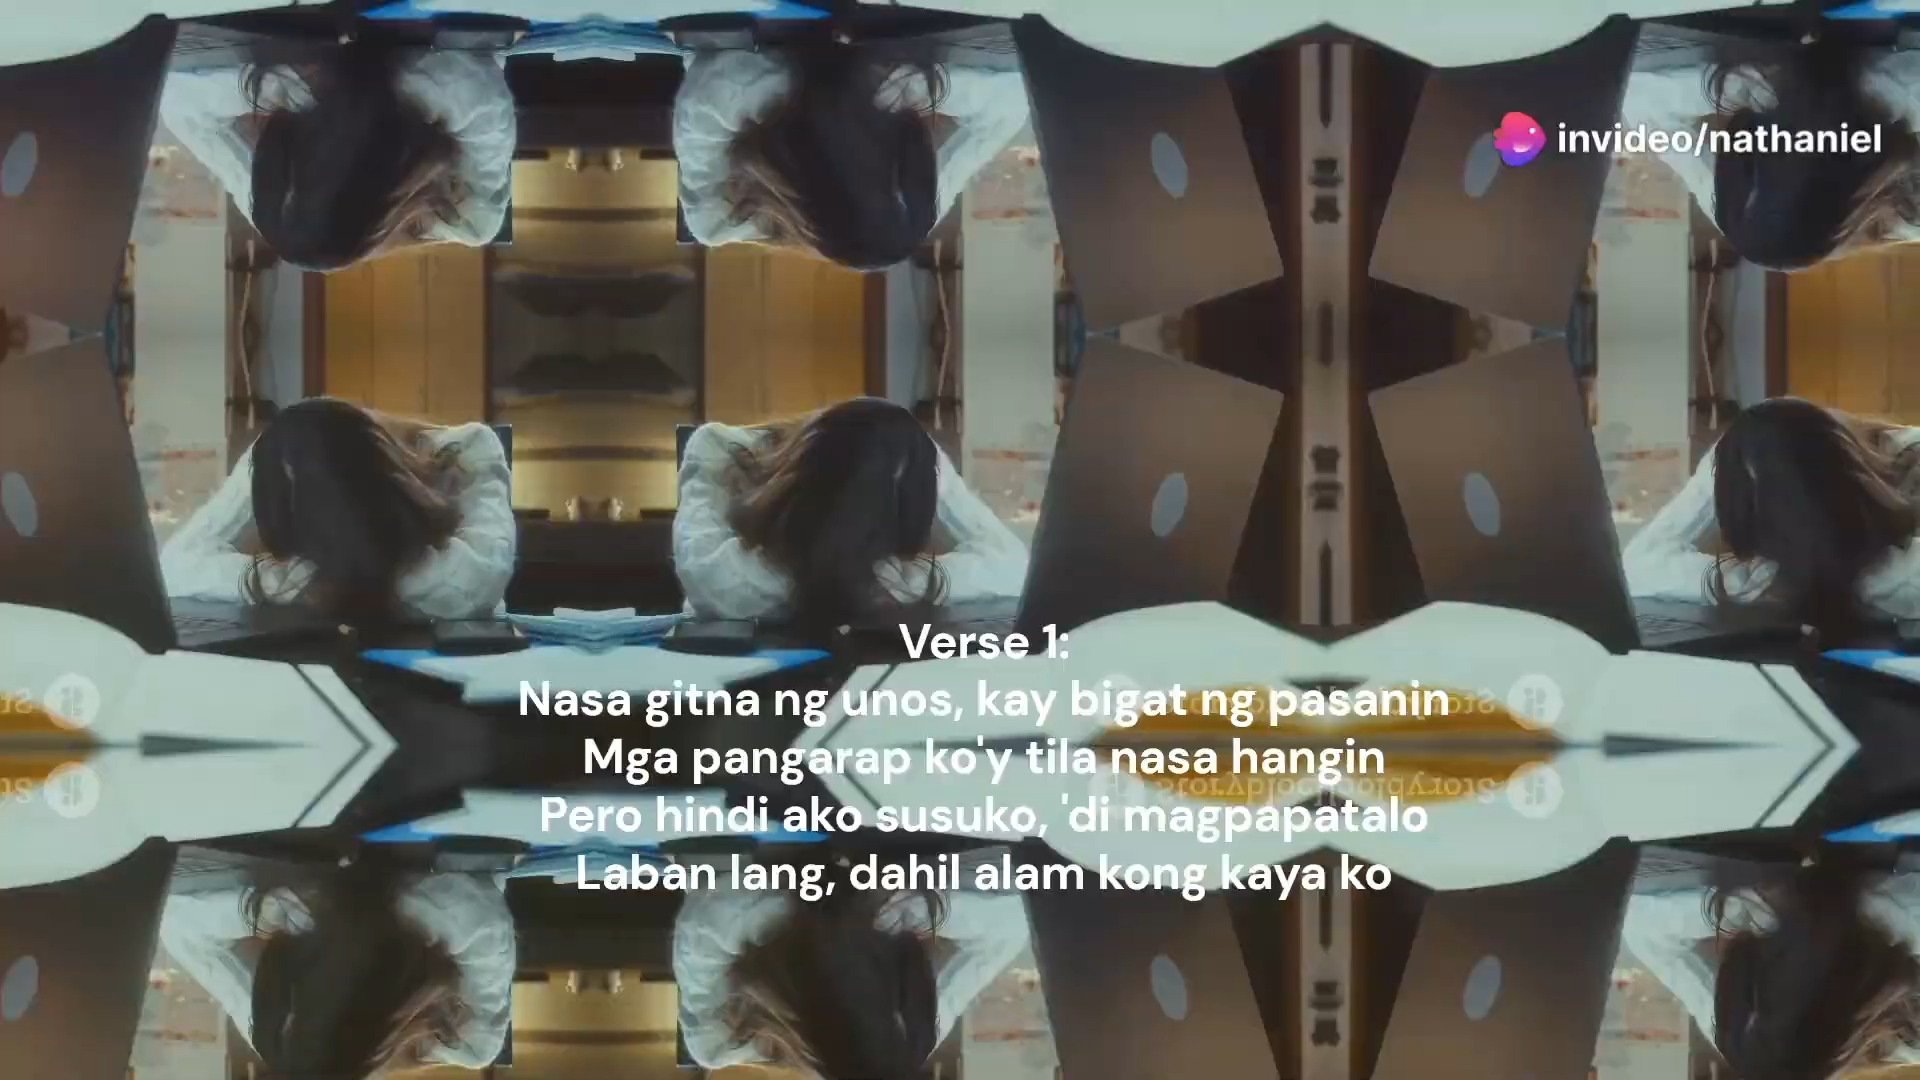 invideo/nathaniel
Verse 1:
Nasa gitna ng unos, kay bigat ng pasanin
Mga pangarap ko'y tila nasa hangin
Pero hindi ako susuko, 'di magpapatalo
Laban lang, dahil alam kong kaya ko